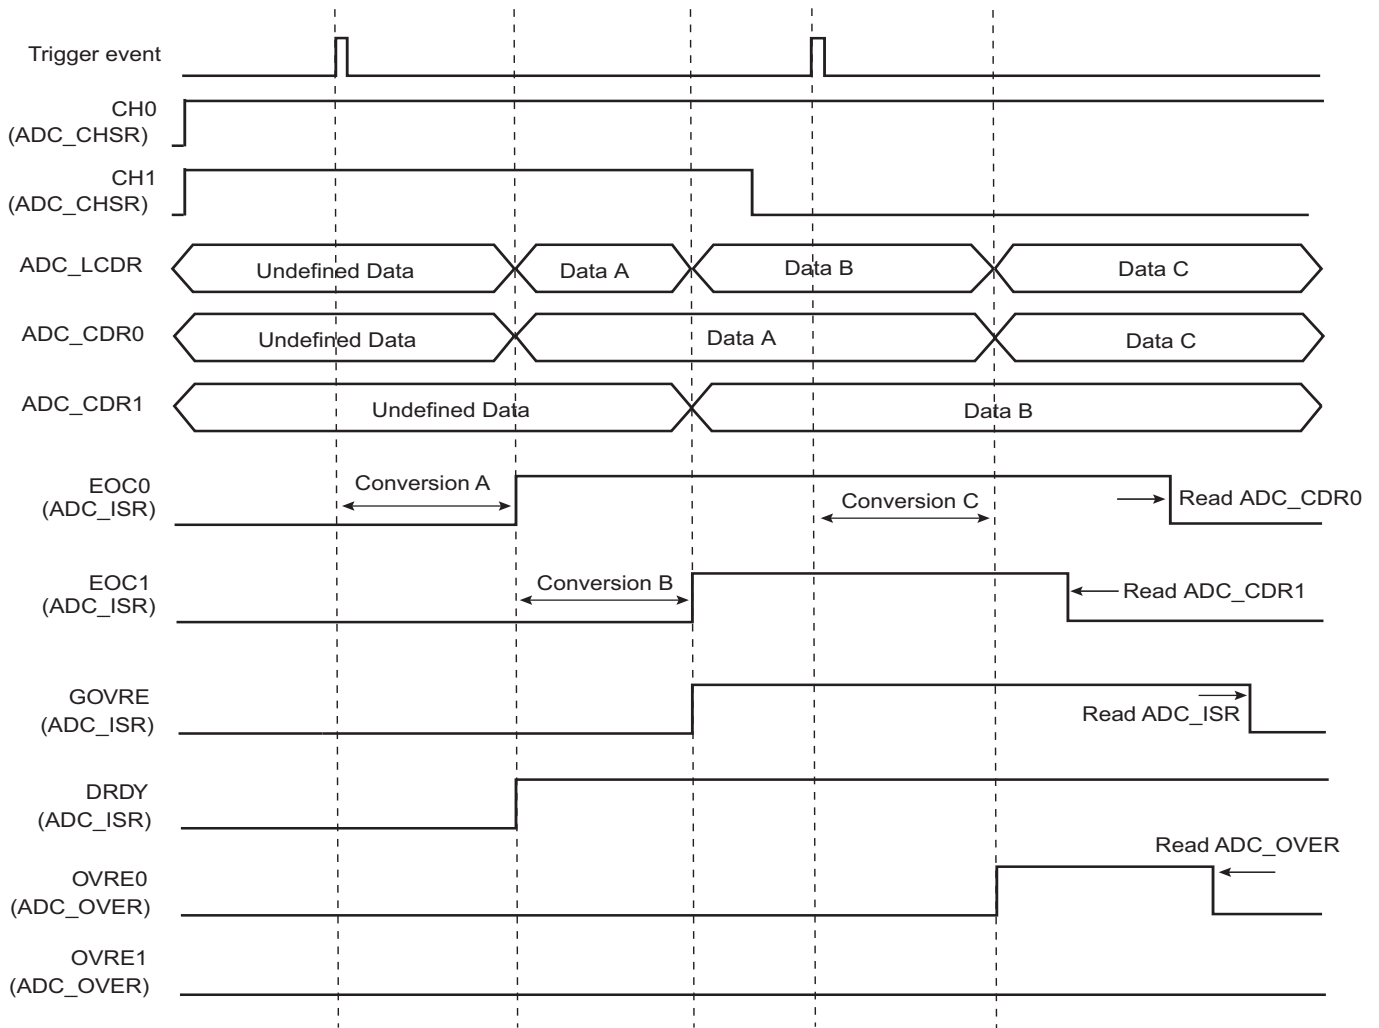 Trigger event
CH0
(ADC_CHSR)
CH1
(ADC_CHSR)
ADC_LCDR
Undefined Data
Data A
Data B
Data C
ADC_CDR0
Undefined Data
Data A
Data C
ADC_CDR1
Undefined Data
Data B
EOC0
(ADC_ISR)
Conversion A
Conversion C
Read ADC_CDR0
EOC1
(ADC_ISR)
Conversion B
Read ADC_CDR1
GOVRE
(ADC_ISR)
Read ADC_ISR
DRDY
(ADC_ISR)
Read ADC_OVER
OVRE0
(ADC_OVER)
OVRE1
(ADC_OVER)